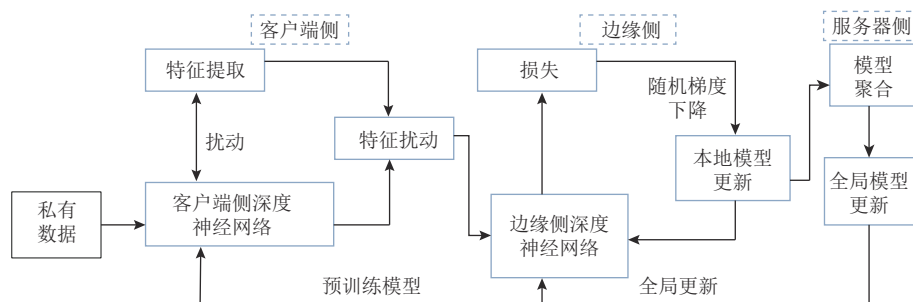 客户端侧
边缘侧
服务器侧
特征提取
损失
模型
聚合
随机梯度
下降
扰动
特征扰动
本地模型
更新
全局模型
更新
私有
数据
客户端侧深度
神经网络
边缘侧深度
神经网络
预训练模型
全局更新